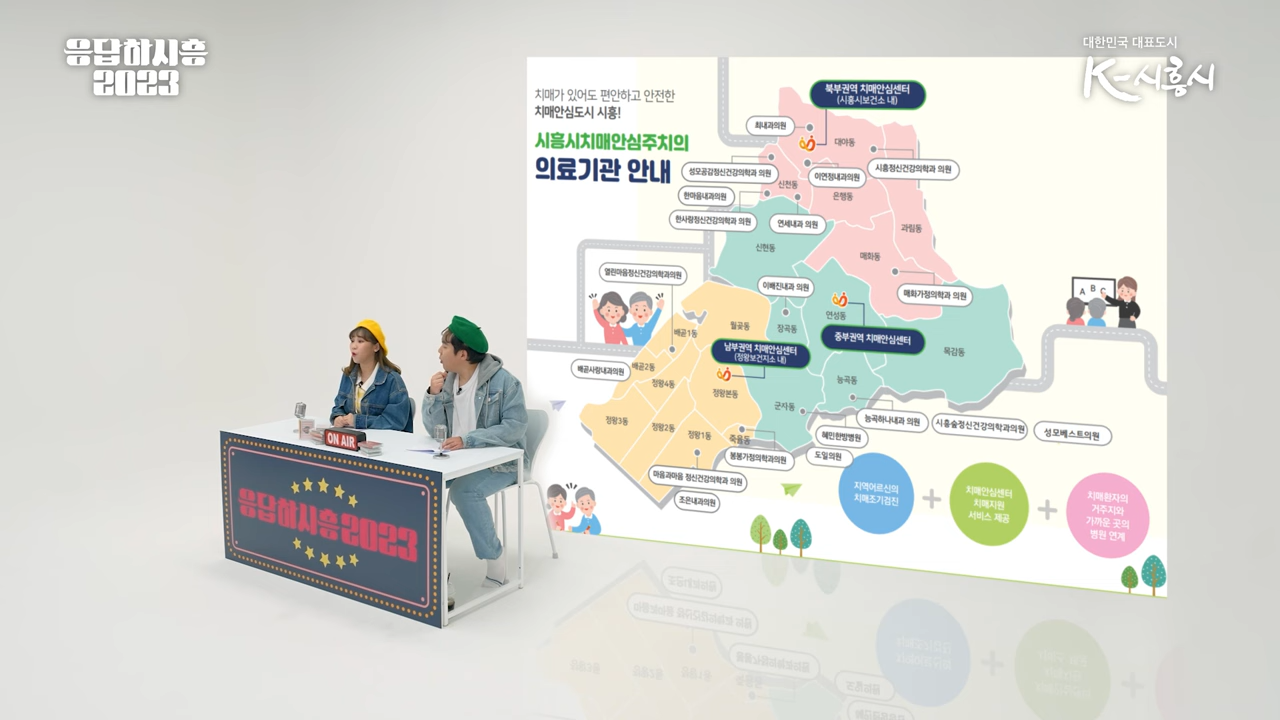 응답하시흥
2023
대한민국 대표도시
K-시흥시
치매가 있어도 편안하고 안전한
치매안심도시 시흥!
시흥시치매안심주치의
의료기관 안내
북부권역 치매안심센터
(시흥시보건소 내)
최내과의원
대야동
시흥정신건강의학과 의원
성모공감정신건강의학과 의원
이연정내과의원
신천동
은행동
한마음내과의원
한사랑정신건강의학과 의원
연세내과 의원
과림동
신현동
매화동
열린마음정신건강의학과의원
이배진내과 의원
매화가정의학과 의원
A B C
연성동
월곶동
장곡동
배곧1동
중부권역 치매안심센터
남부권역 치매안심센터
(정왕보건지소 내)
목감동
배곧사랑내과의원
배곧2동
정왕4동
정왕본동
능곡동
군자동
정왕3동
정왕2동
정왕1동
죽율동
혜민한방병원
능곡하나내과 의원
시흥숲정신건강의학과의원
성모베스트의원
도일의원
봉봉가정의학과의원
마음과마음 정신건강의학과 의원
조은내과의원
지역어르신의
치매조기검진
+
치매안심센터
치매지원
서비스 제공
+
치매환자의
거주지와
가까운 곳의
병원 연계
ON AIR
응답하시흥2023